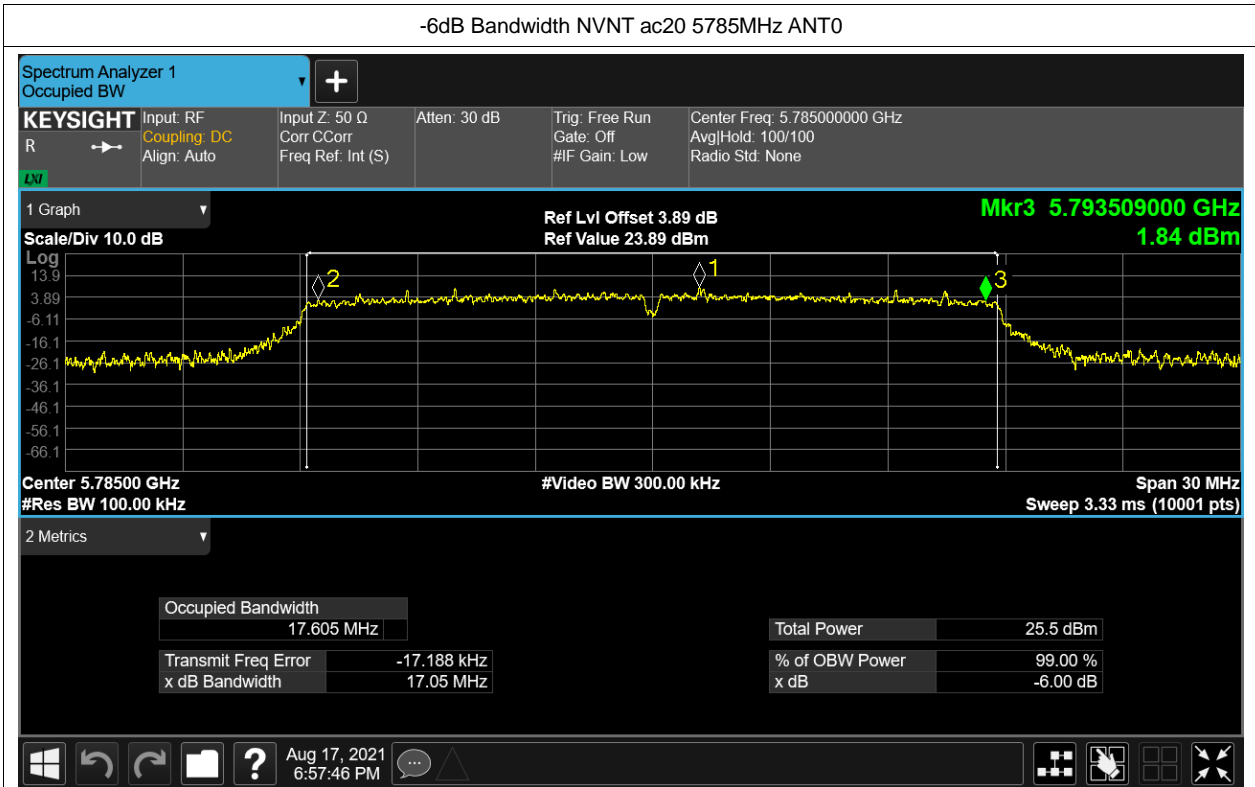 -6dB Bandwidth NVNT ac20 5785MHz ANT0
Spectrum Analyzer 1
Occupied BW
KEYSIGHT
R
LXI
Input: RF
Coupling: DC
Align: Auto
Input Z: 50 Ω
Corr CCorr
Freq Ref: Int (S)
Atten: 30 dB
Trig: Free Run
Gate: Off
#IF Gain: Low
Center Freq: 5.785000000 GHz
Avg|Hold: 100/100
Radio Std: None
1 Graph
Scale/Div 10.0 dB
Ref Lvl Offset 3.89 dB
Ref Value 23.89 dBm
Mkr3 5.793509000 GHz
1.84 dBm
Log
13.9
3.89
-6.11
-16.1
-26.1
-36.1
-46.1
-56.1
-66.1
2
1
3
Center 5.78500 GHz
#Res BW 100.00 kHz
#Video BW 300.00 kHz
Span 30 MHz
Sweep 3.33 ms (10001 pts)
2 Metrics
Occupied Bandwidth
17.605 MHz
Transmit Freq Error -17.188 kHz
x dB Bandwidth 17.05 MHz
Total Power 25.5 dBm
% of OBW Power 99.00 %
x dB -6.00 dB
?
Aug 17, 2021
6:57:46 PM